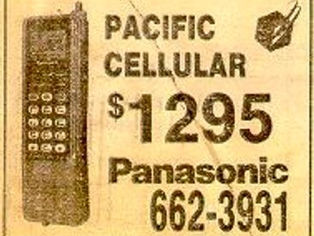 PACIFIC
CELLULAR
$1295
Panasonic
662-3931